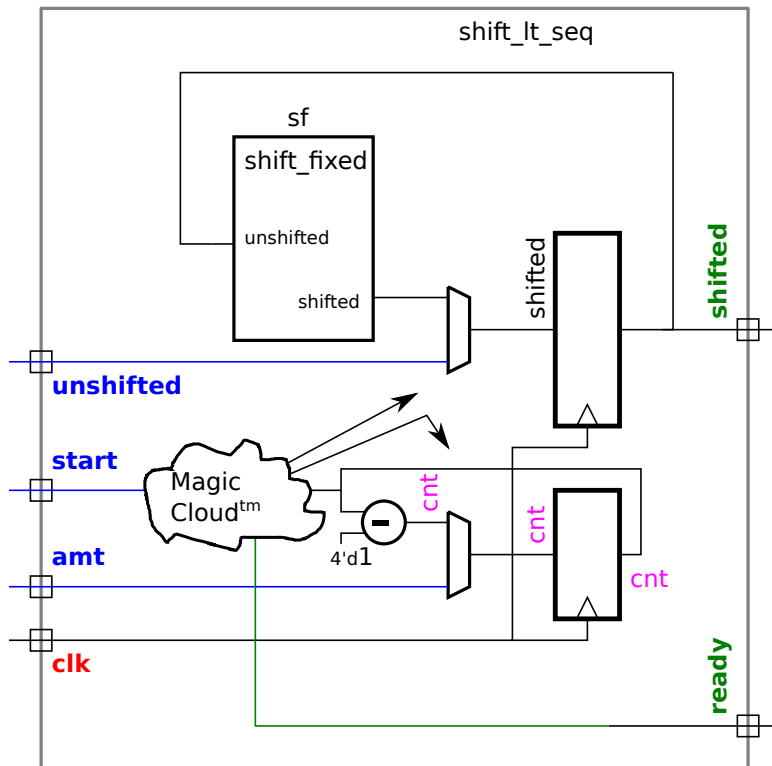 shift_lt_seq
sf
shift_fixed
unshifted
shifted
shifted
shifted
unshifted
start
Magic
Cloudtm
cnt
cnt
4'd1
cnt
amt
clk
ready